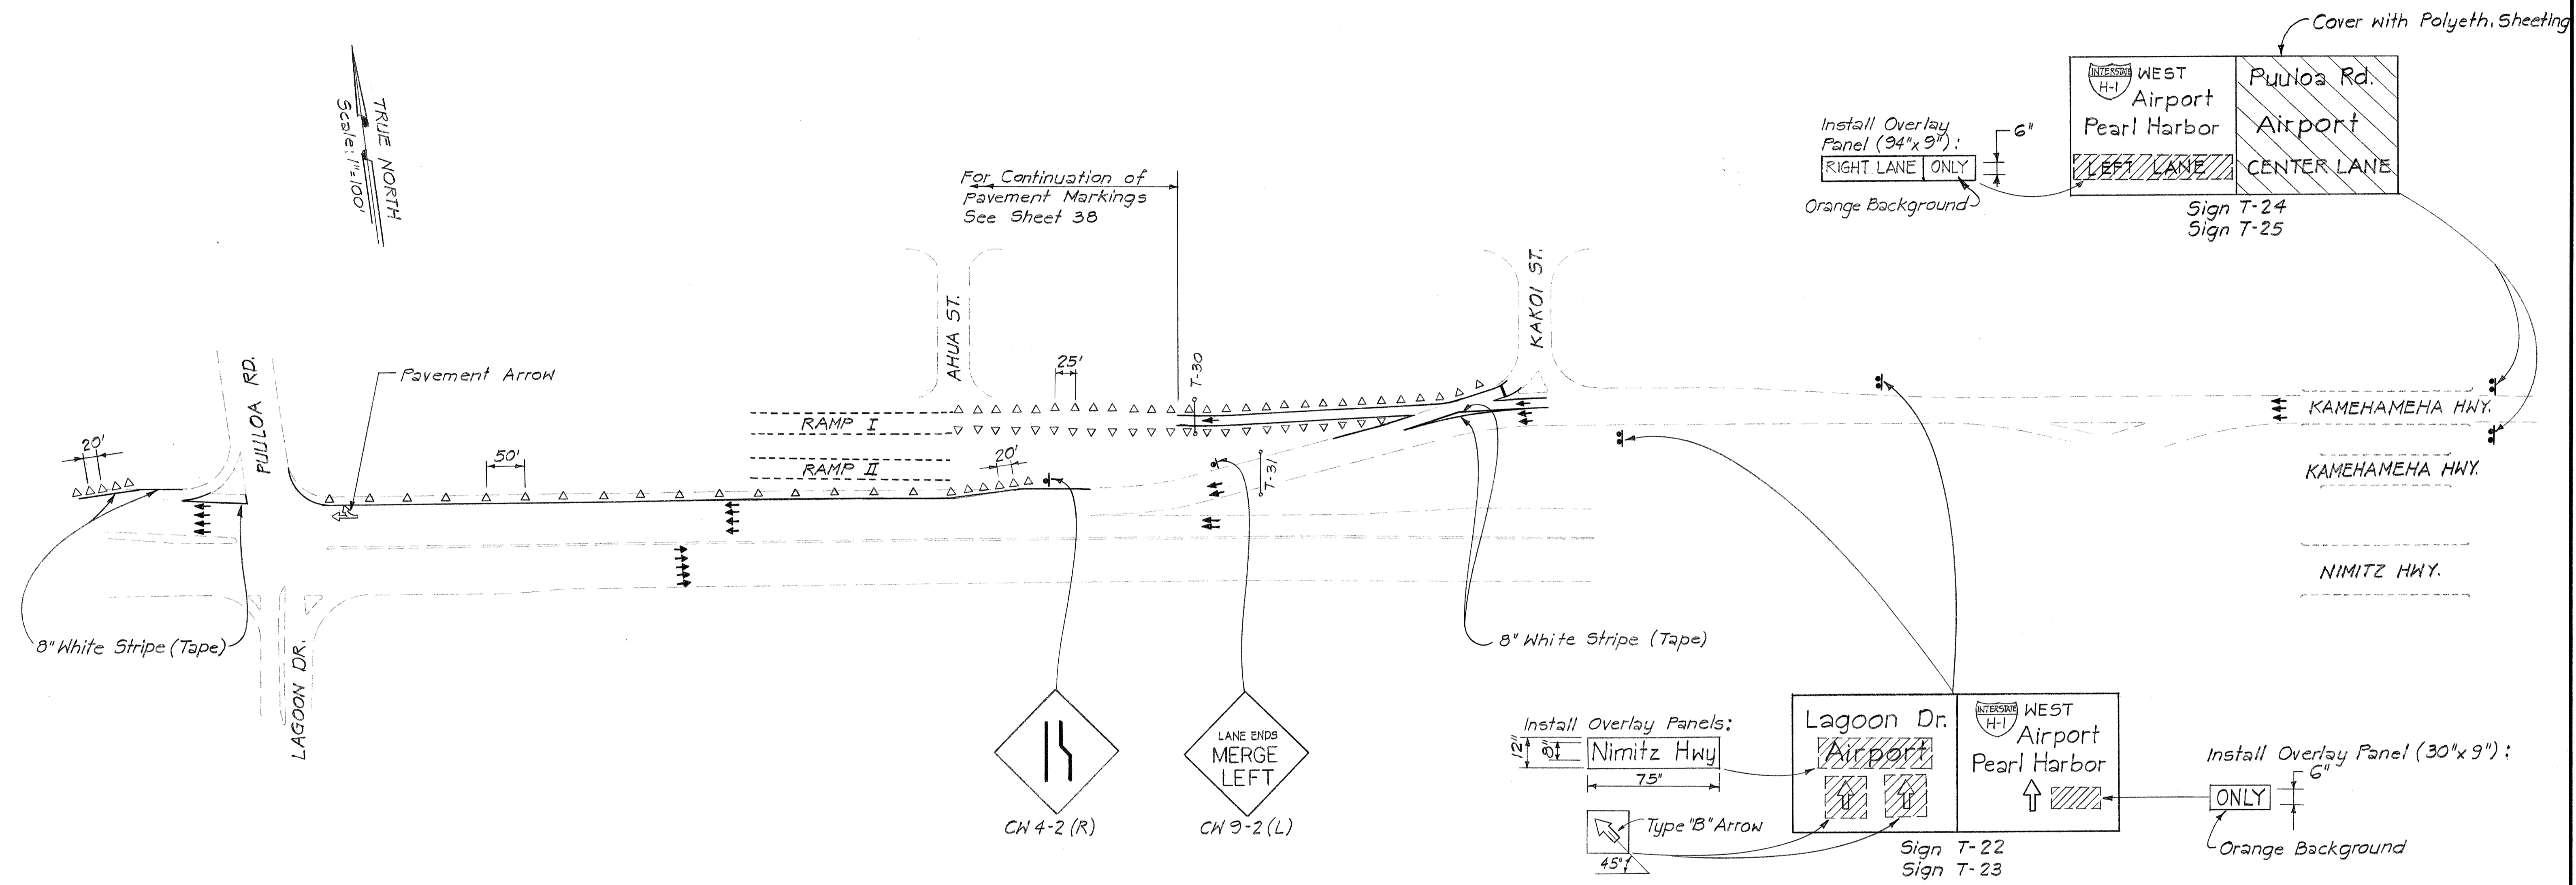 Cover with Polyeth. Sheeting
INTERSTATE
H-1
WEST
Airport
Pearl Harbor
LEFT LANE
Puuloa Rd.
Airport
CENTER LANE
Sign T-24
Sign T-25
Install Overlay
Panel (94"x 9"):
RIGHT LANE ONLY
6"
Orange Background
TRUE NORTH
Scale: 1"=100'
For Continuation of
Pavement Markings
See Sheet 38
AHUA ST.
KAKOI ST.
PUULOA RD.
Pavement Arrow
25'
T-30
RAMP I
RAMP II
20'
T-31
20'
50'
KAMEHAMEHA HWY.
KAMEHAMEHA HWY.
NIMITZ HWY.
8" White Stripe (Tape)
LAGOON DR.
8" White Stripe (Tape)
CW 4-2 (R)
LANE ENDS
MERGE
LEFT
CW 9-2 (L)
Install Overlay Panels:
12"
8"
Nimitz Hwy
75"
Type "B" Arrow
45°
Lagoon Dr.
Airport
INTERSTATE
H-1
WEST
Airport
Pearl Harbor
Sign T-22
Sign T-23
Install Overlay Panel (30"x 9"):
6"
ONLY
Orange Background